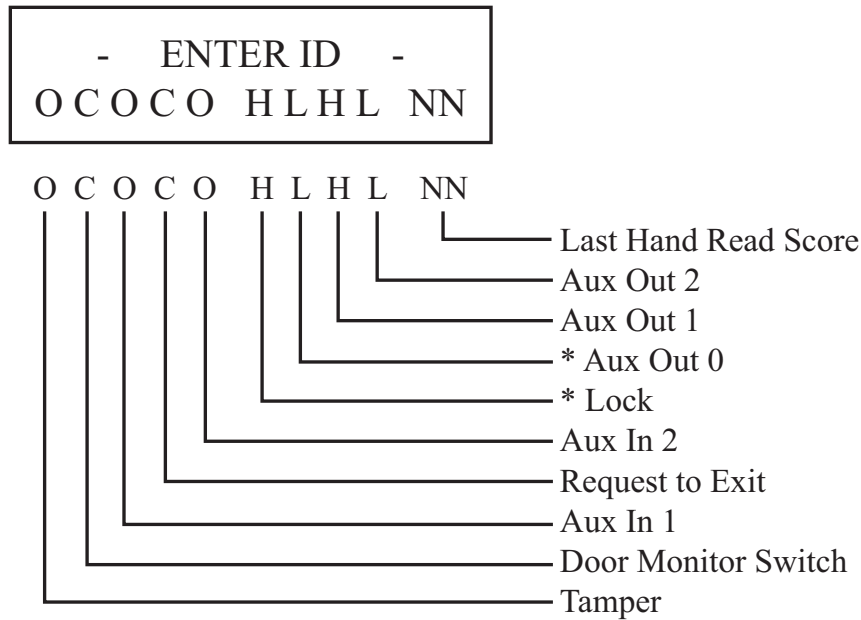 - ENTER ID -
O C O C O H L H L NN
O C O C O H L H L NN
Last Hand Read Score
Aux Out 2
Aux Out 1
* Aux Out 0
* Lock
Aux In 2
Request to Exit
Aux In 1
Door Monitor Switch
Tamper